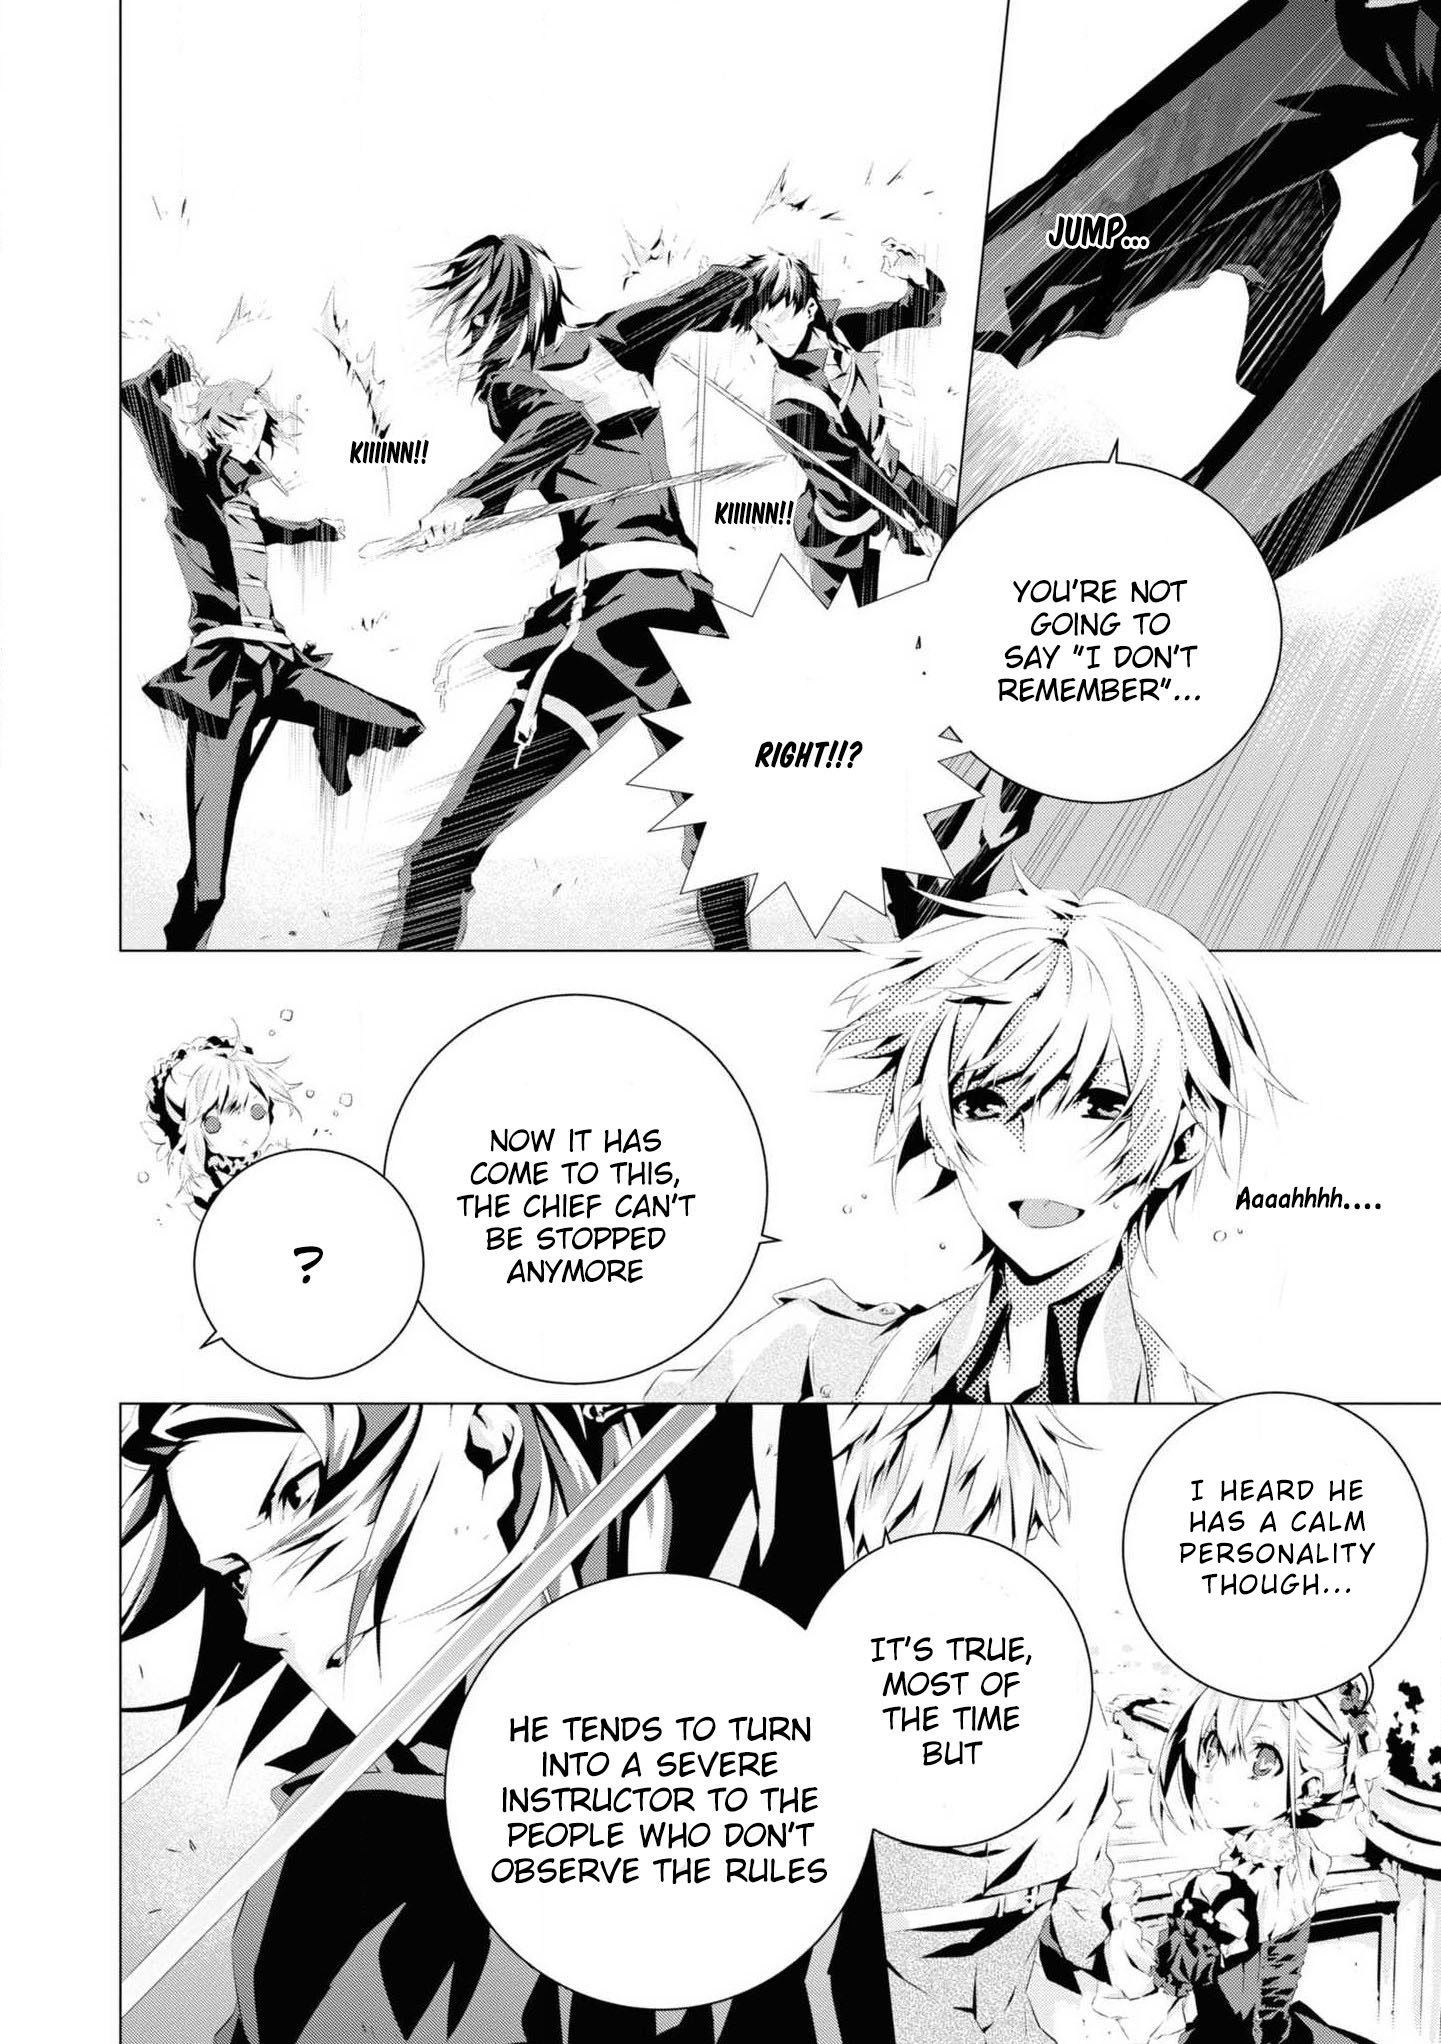 JUMP...
YOU'RE NOT
GOING TO
SAY "I DON'T
REMEMBER"...
KIIIINN!!
KIIIINN!!
RIGHT!!?
Aaaahhhh....
NOW IT HAS
COME TO THIS,
THE CHIEF CAN'T
BE STOPPED
ANYMORE
?
I HEARD HE
HAS A CALM
PERSONALITY
THOUGH...
IT'S TRUE,
MOST OF
THE TIME
BUT
HE TENDS TO TURN
INTO A SEVERE
INSTRUCTOR TO THE
PEOPLE WHO DON'T
OBSERVE THE RULES